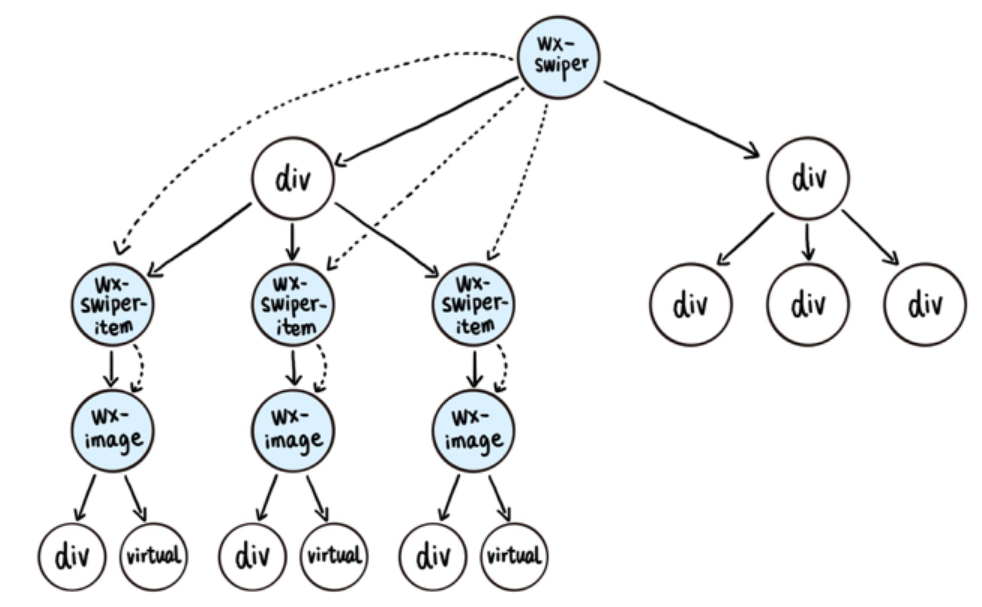 wx-
swiper
div
div
wx-
swiper-
item
wx-
swiper-
item
wx-
swiper-
item
div
div
div
wx-
image
wx-
image
wx-
image
div
virtual
div
virtual
div
virtual